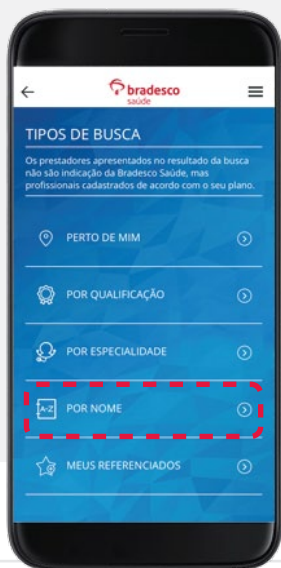 bradesco
saúde
TIPOS DE BUSCA
Os prestadores apresentados no resultado da busca
não são indicação da Bradesco Saúde, mas
profissionais cadastrados de acordo com o seu plano.
PERTO DE MIM
POR QUALIFICAÇÃO
POR ESPECIALIDADE
A-Z POR NOME
MEUS REFERENCIADOS